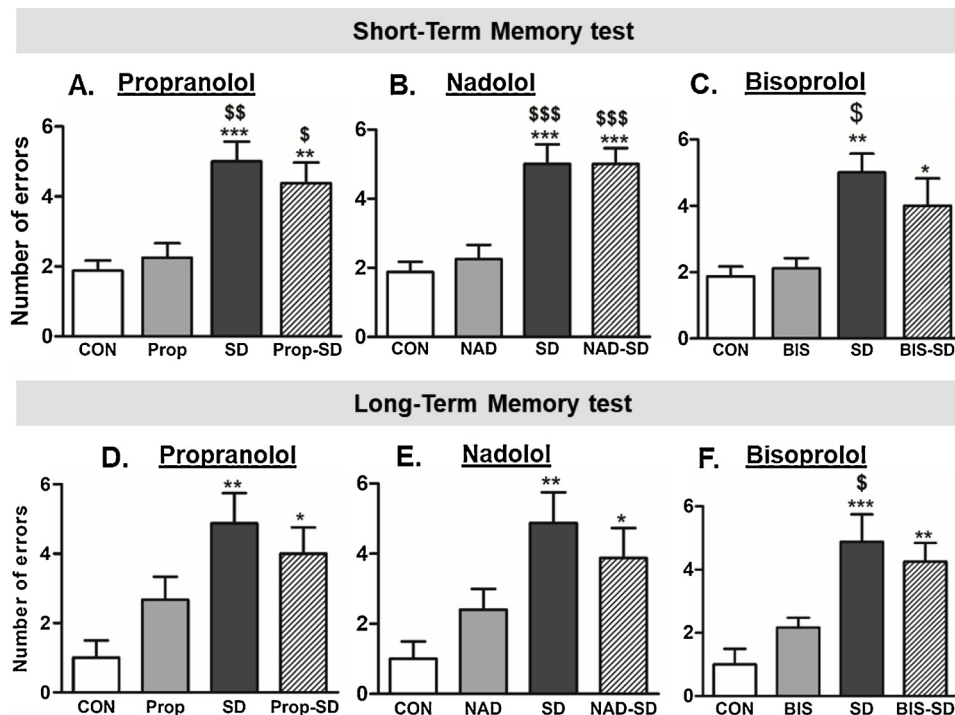 Short-Term Memory test
A. Propranolol
B. Nadolol
C. Bisoprolol
Number of errors
6
4
2
0
$$
***
$
**
CON Prop SD Prop-SD
6
4
2
0
$$$
***
$$$
***
CON NAD SD NAD-SD
6
4
2
0
$
**
*
CON BIS SD BIS-SD
Long-Term Memory test
D. Propranolol
E. Nadolol
F. Bisoprolol
Number of errors
6
4
2
0
**
*
CON Prop SD Prop-SD
6
4
2
0
**
*
CON NAD SD NAD-SD
6
4
2
0
$
***
**
CON BIS SD BIS-SD